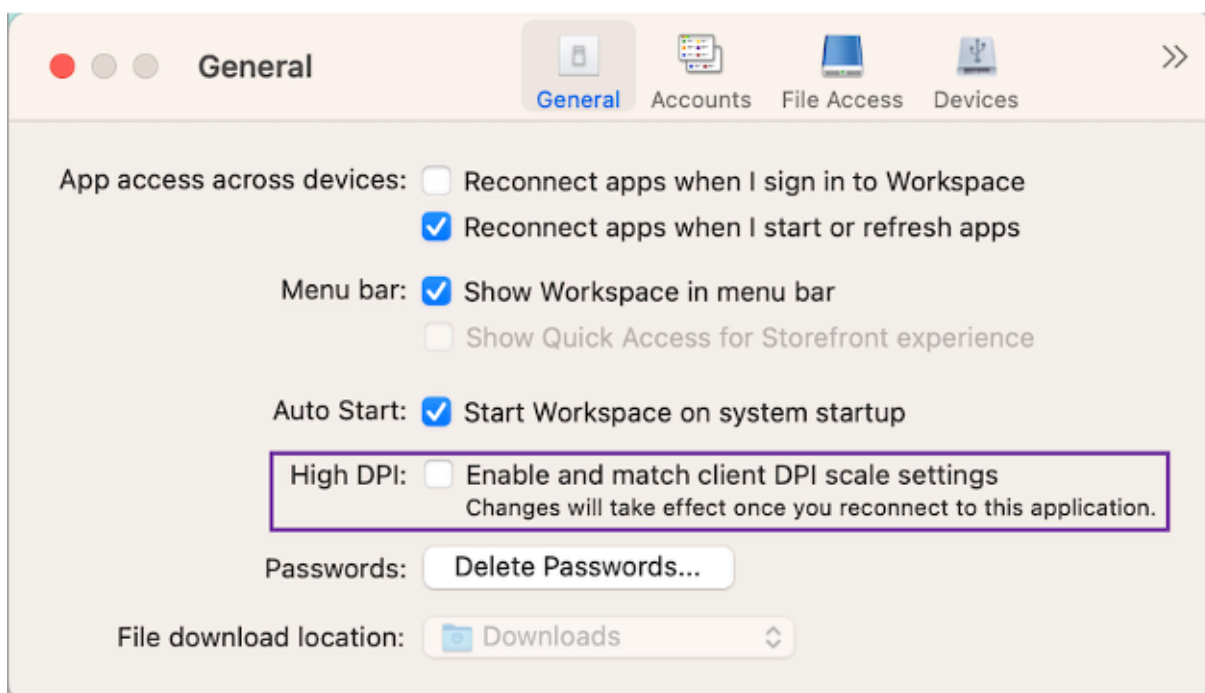 General
General
Accounts
File Access
Devices
App access across devices:
Reconnect apps when I sign in to Workspace
Reconnect apps when I start or refresh apps
Menu bar:
Show Workspace in menu bar
Show Quick Access for Storefront experience
Auto Start:
Start Workspace on system startup
High DPI:
Enable and match client DPI scale settings
Changes will take effect once you reconnect to this application.
Passwords:
Delete Passwords...
File download location:
Downloads